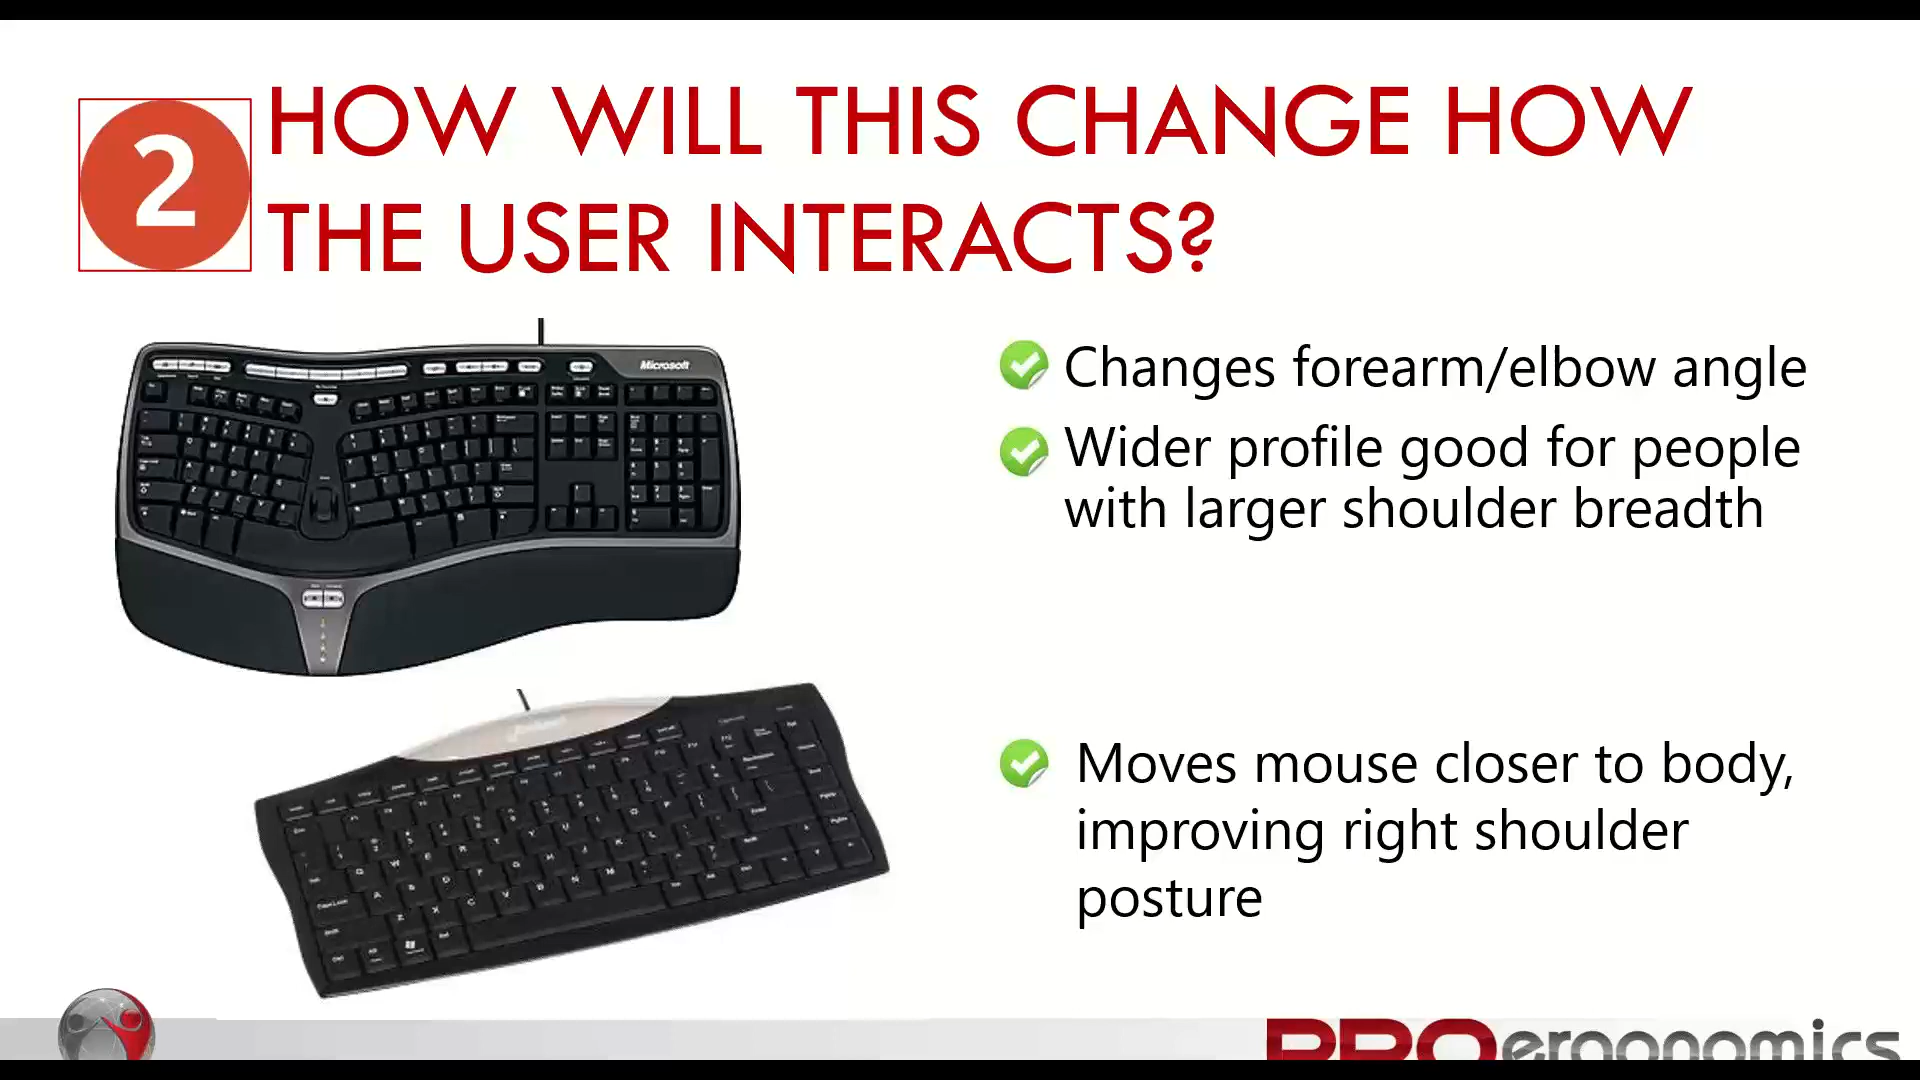 2
HOW WILL THIS CHANGE HOW
THE USER INTERACTS?
Microsoft
Changes forearm/elbow angle
Wider profile good for people
with larger shoulder breadth
Moves mouse closer to body,
improving right shoulder
posture
PROergonomics